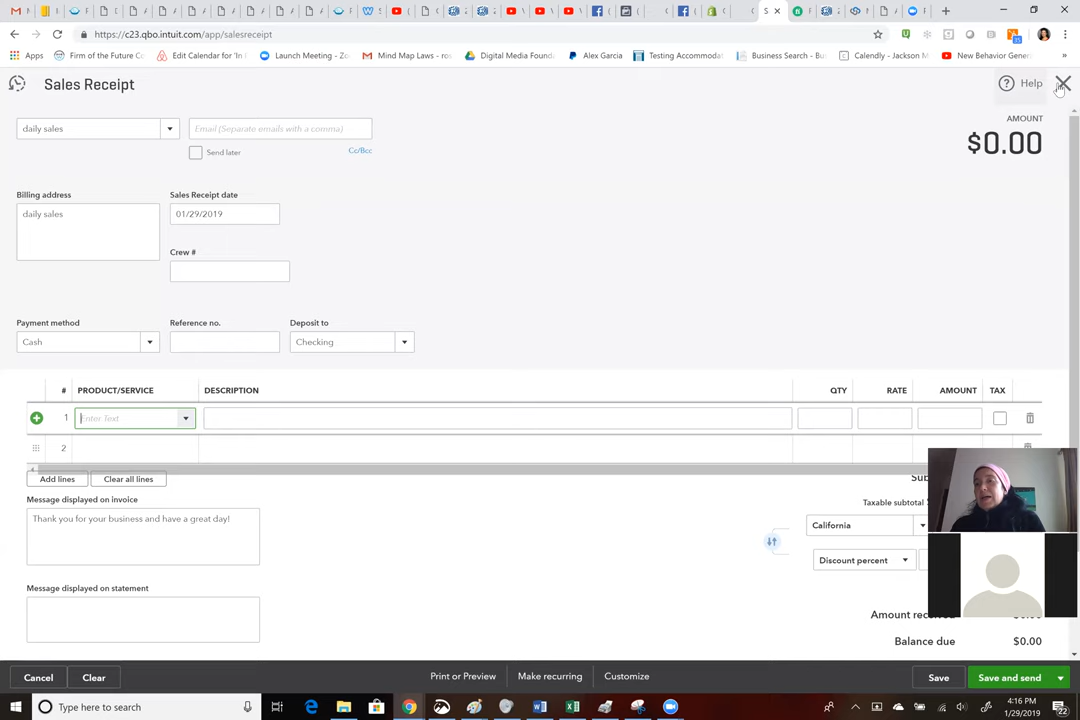 c23.qbo.intuit.com/app/salesreceipt
Apps
Firm of the Future Co
Edit Calendar for 'In F
Launch Meeting - Zo
Mind Map Laws - ros
Digital Media Found
Alex Garcia
Testing Accommodat
Business Search - Bu
Calendly - Jackson M
New Behavior Gener
Sales Receipt
Help
AMOUNT
$0.00
daily sales
Email (Separate emails with a comma)
Send later
Cc/Bcc
Billing address
daily sales
Sales Receipt date
01/29/2019
Crew #
Payment method
Cash
Reference no.
Deposit to
Checking
# PRODUCT/SERVICE DESCRIPTION QTY RATE AMOUNT TAX
1 Enter Text
2
Add lines
Clear all lines
Message displayed on invoice
Thank you for your business and have a great day!
Taxable subtotal
California
Discount percent
Message displayed on statement
Amount received
Balance due $0.00
Cancel
Clear
Print or Preview
Make recurring
Customize
Save
Save and send
Type here to search
4:16 PM
1/29/2019
22